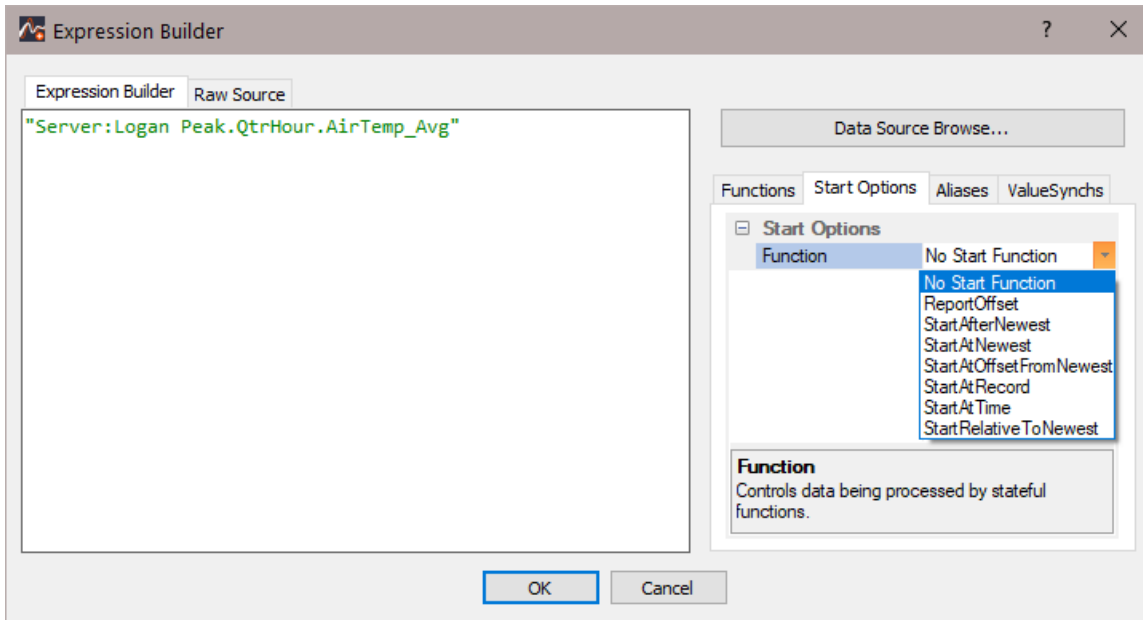 Expression Builder ?
Expression Builder Raw Source
"Server:Logan Peak.QtrHour.AirTemp_Avg"
Data Source Browse...
Functions Start Options Aliases ValueSynchs
Start Options
Function No Start Function
No Start Function
ReportOffset
StartAfterNewest
StartAtNewest
StartAtOffsetFromNewest
StartAtRecord
StartAtTime
StartRelativeToNewest
Function
Controls data being processed by stateful
functions.
OK Cancel